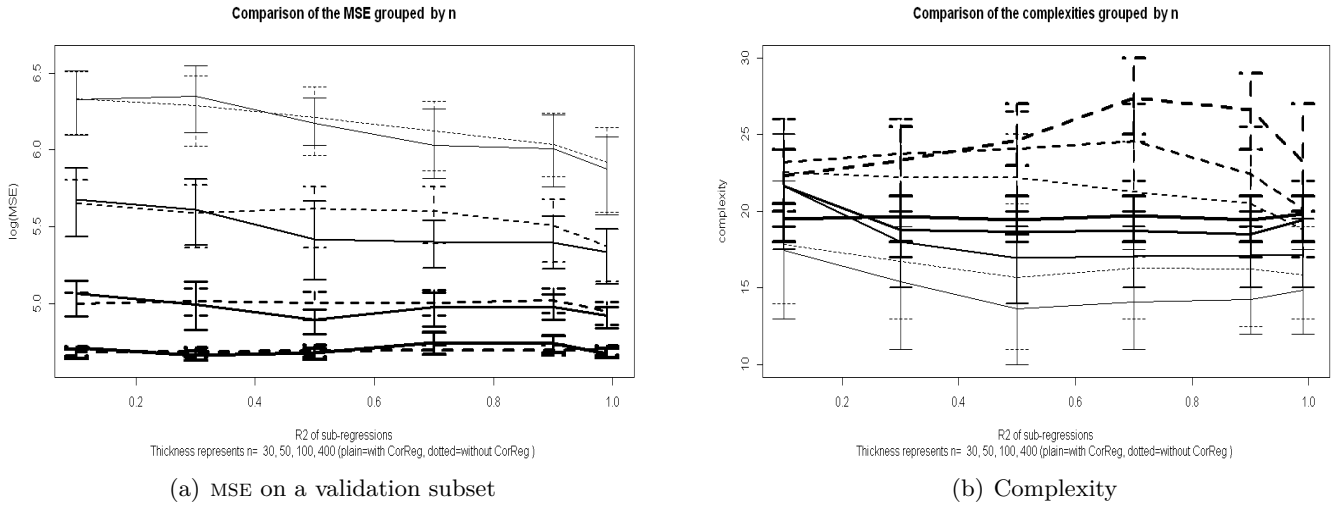 Comparison of the MSE grouped by n
log(MSE)
6.5
6.0
5.5
5.0
0.2 0.4 0.6 0.8 1.0
R2 of sub-regressions
Thickness represents n= 30, 50, 100, 400 (plain=with CorReg, dotted=without CorReg )
(a) MSE on a validation subset
Comparison of the complexities grouped by n
complexity
30
25
20
15
10
0.2 0.4 0.6 0.8 1.0
R2 of sub-regressions
Thickness represents n= 30, 50, 100, 400 (plain=with CorReg, dotted=without CorReg )
(b) Complexity